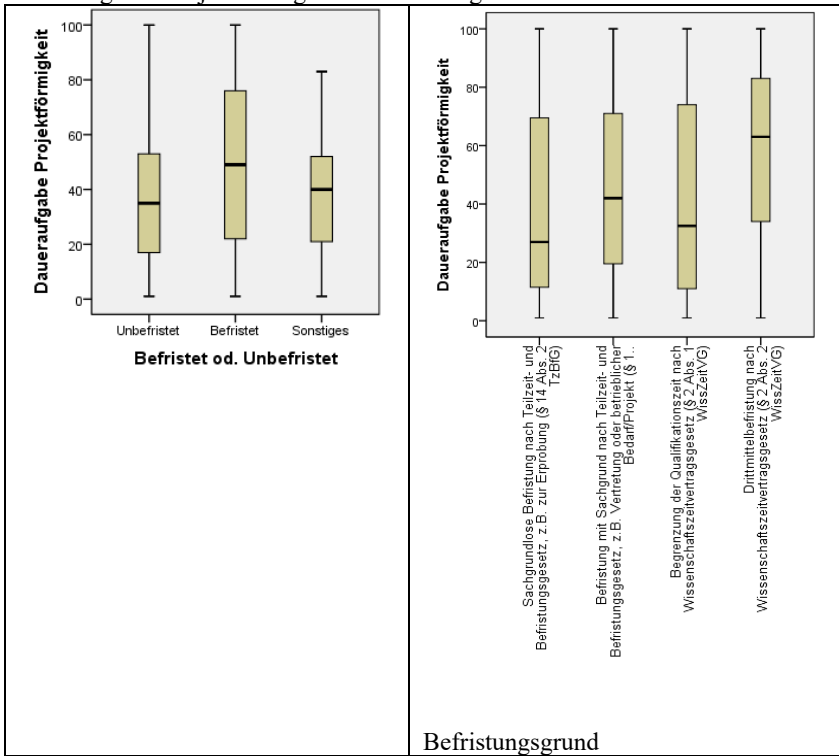 100
80
60
40
20
0
Daueraufgabe Projektförmigkeit
Unbefristet Befristet Sonstiges
Befristet od. Unbefristet
100
80
60
40
20
0
Daueraufgabe Projektförmigkeit
Sachgrundlose Befristung nach Teilzeit- und
Befristungsgesetz, z.B. zur Erprobung (§ 14 Abs. 2
TzBfG)
Befristung mit Sachgrund nach Teilzeit- und
Befristungsgesetz, z.B. Vertretung oder betrieblicher
Bedarf/Projekt (§ 1..
Begrenzung der Qualifikationszeit nach
Wissenschaftszeitvertragsgesetz (§ 2 Abs. 1
WissZeitVG)
Drittmittelbefristung nach
Wissenschaftszeitvertragsgesetz (§ 2 Abs. 2
WissZeitVG)
Befristungsgrund